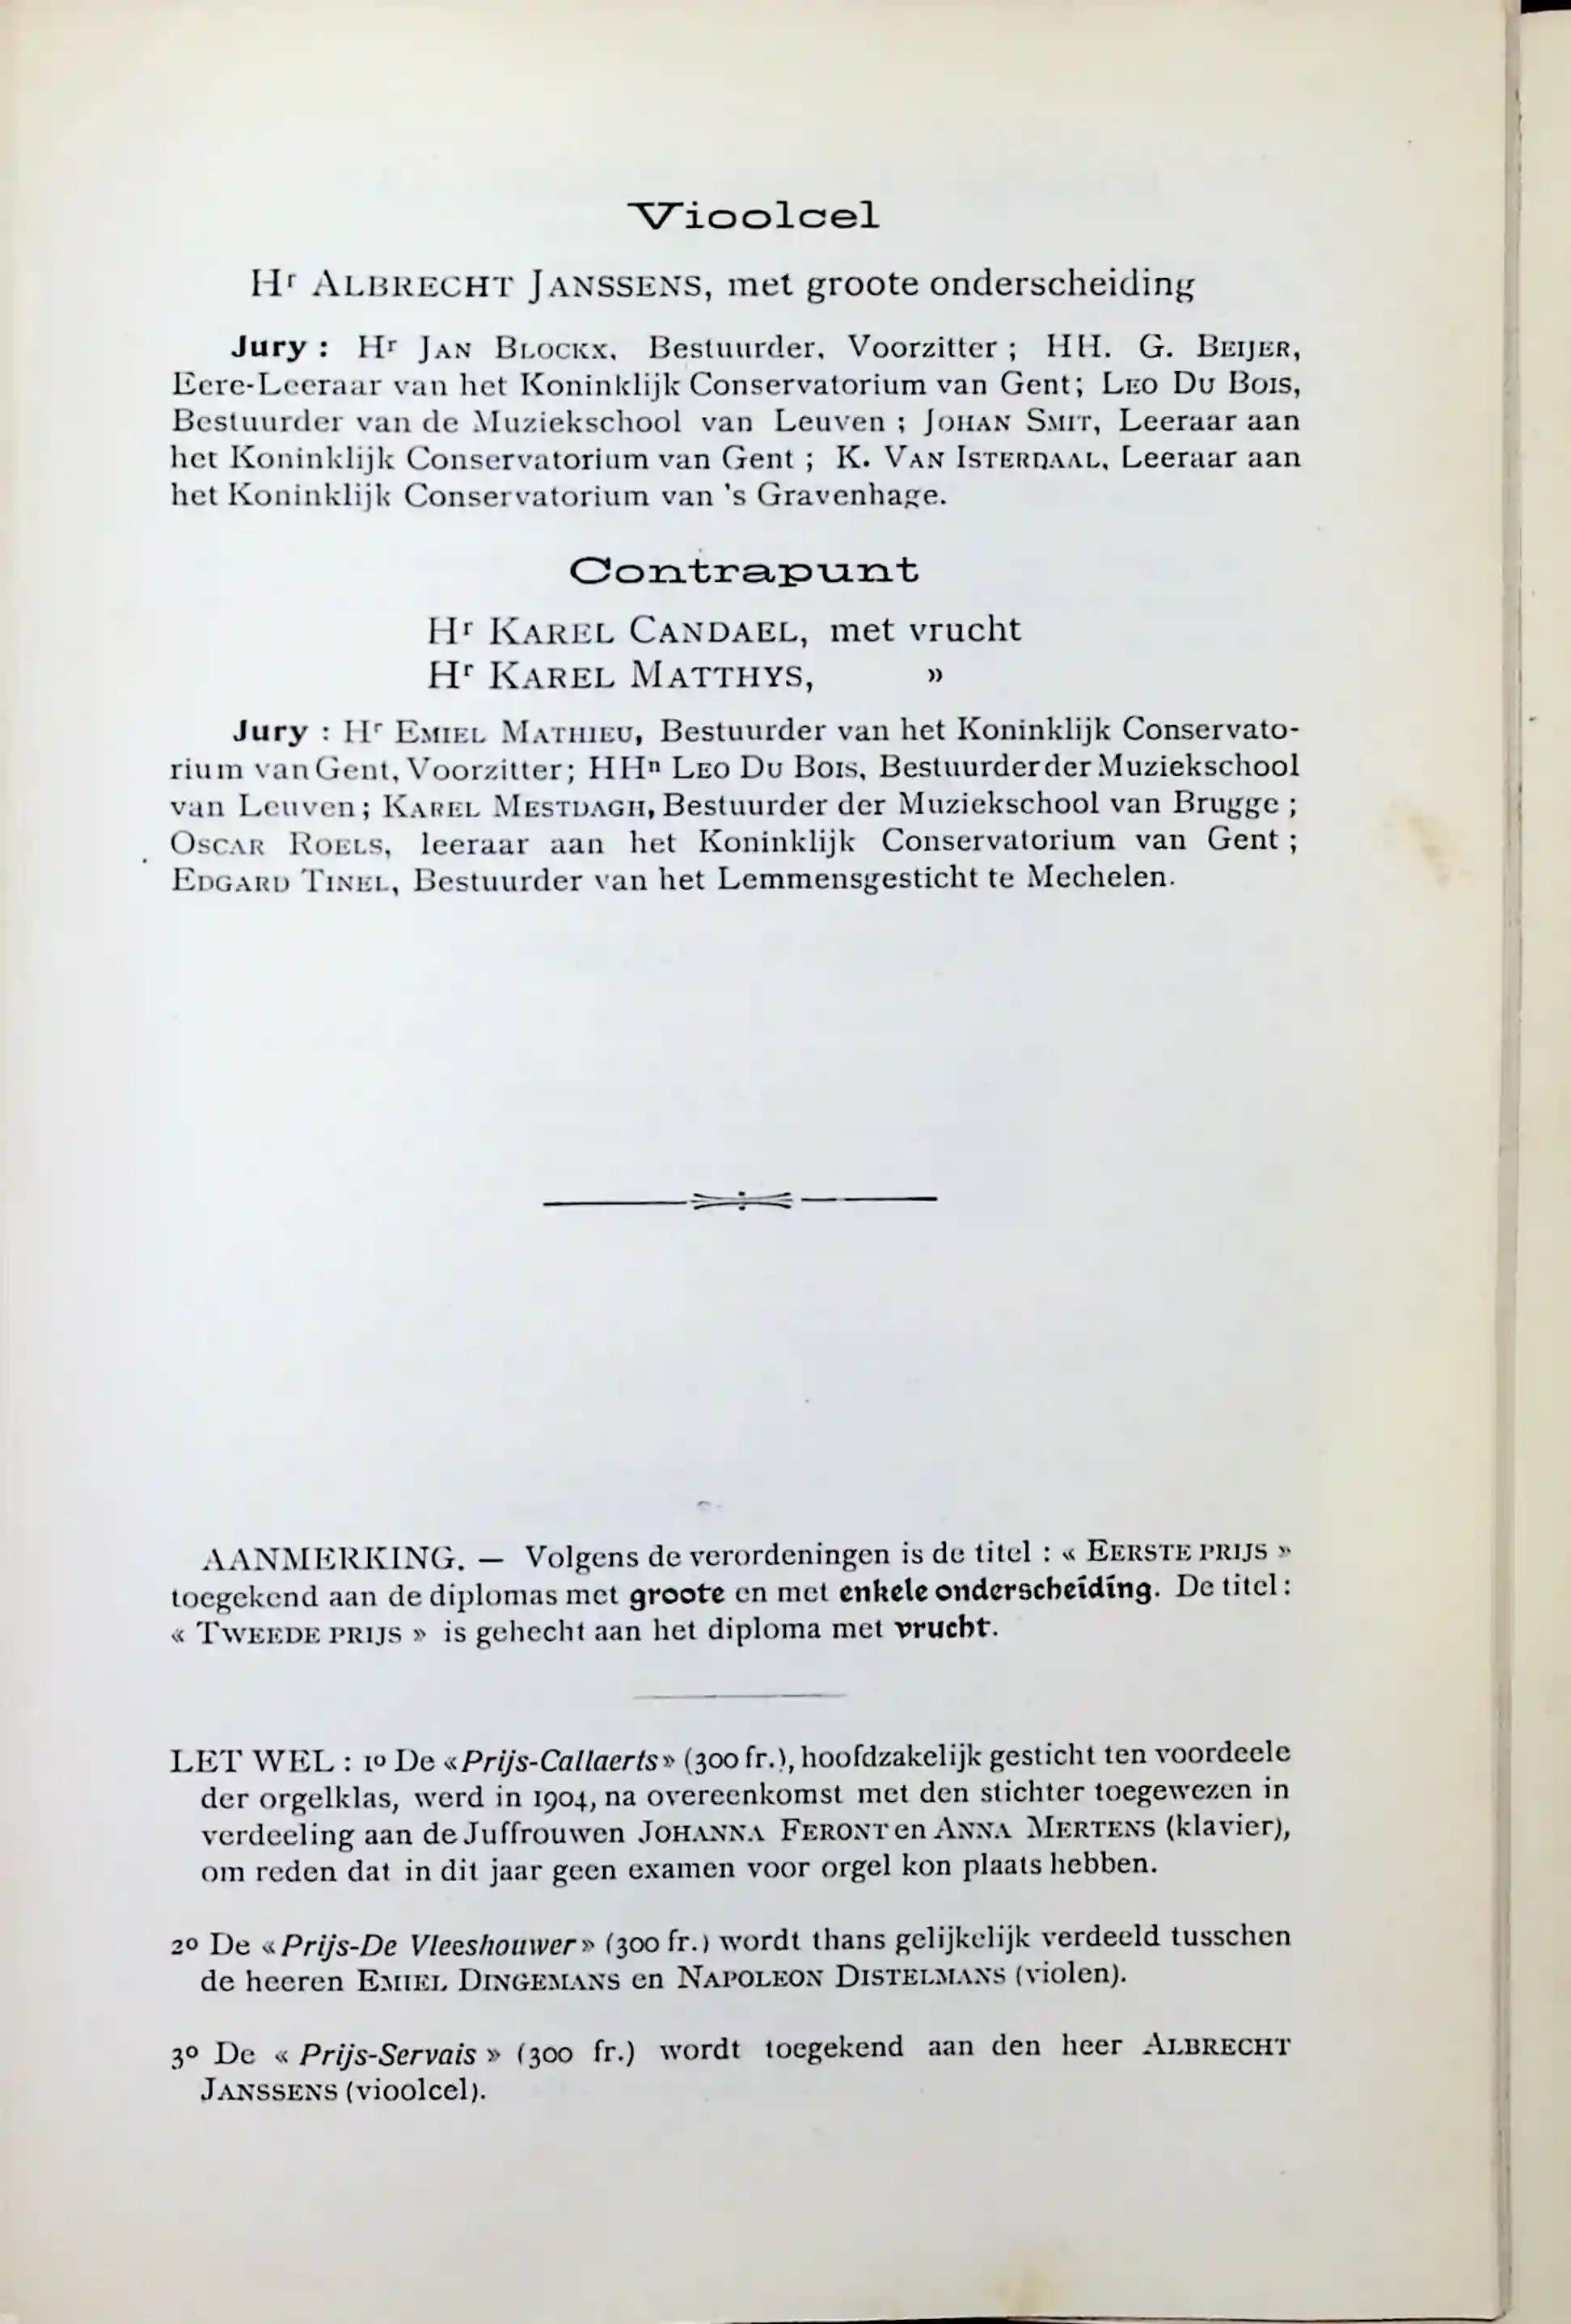 Vioolcel
Hr ALBRECHT JANSSENS, met groote onderscheiding
Jury : Hr JAN BLOCKX, Bestuurder, Voorzitter ; HH. G. BEIJER,
Eere-Leeraar van het Koninklijk Conservatorium van Gent; LEO DU BOIS,
Bestuurder van de Muziekschool van Leuven ; JOHAN SMIT, Leeraar aan
het Koninklijk Conservatorium van Gent ; K. VAN ISTERDAAL, Leeraar aan
het Koninklijk Conservatorium van 's Gravenhage.
Contrapunt
Hr KAREL CANDAEL, met vrucht
Hr KAREL MATTHYS, »
Jury : Hr EMIEL MATHIEU, Bestuurder van het Koninklijk Conservato-
rium van Gent, Voorzitter; HHn LEO DU BOIS, Bestuurder der Muziekschool
van Leuven; KAREL MESTDAGH, Bestuurder der Muziekschool van Brugge ;
OSCAR ROELS, leeraar aan het Koninklijk Conservatorium van Gent ;
EDGARD TINEL, Bestuurder van het Lemmensgesticht te Mechelen.
AANMERKING. — Volgens de verordeningen is de titel : « EERSTE PRIJS »
toegekend aan de diplomas met groote en met enkele onderscheiding. De titel :
« TWEEDE PRIJS » is gehecht aan het diploma met vrucht.
LET WEL : 1o De «Prijs-Callaerts» (300 fr.), hoofdzakelijk gesticht ten voordeele
der orgelklas, werd in 1904, na overeenkomst met den stichter toegewezen in
verdeeling aan de Juffrouwen JOHANNA FERONT en ANNA MERTENS (klavier),
om reden dat in dit jaar geen examen voor orgel kon plaats hebben.
2o De «Prijs-De Vleeshouwer» (300 fr.) wordt thans gelijkelijk verdeeld tusschen
de heeren EMIEL DINGEMANS en NAPOLEON DISTELMANS (violen).
3o De « Prijs-Servais » (300 fr.) wordt toegekend aan den heer ALBRECHT
JANSSENS (vioolcel).